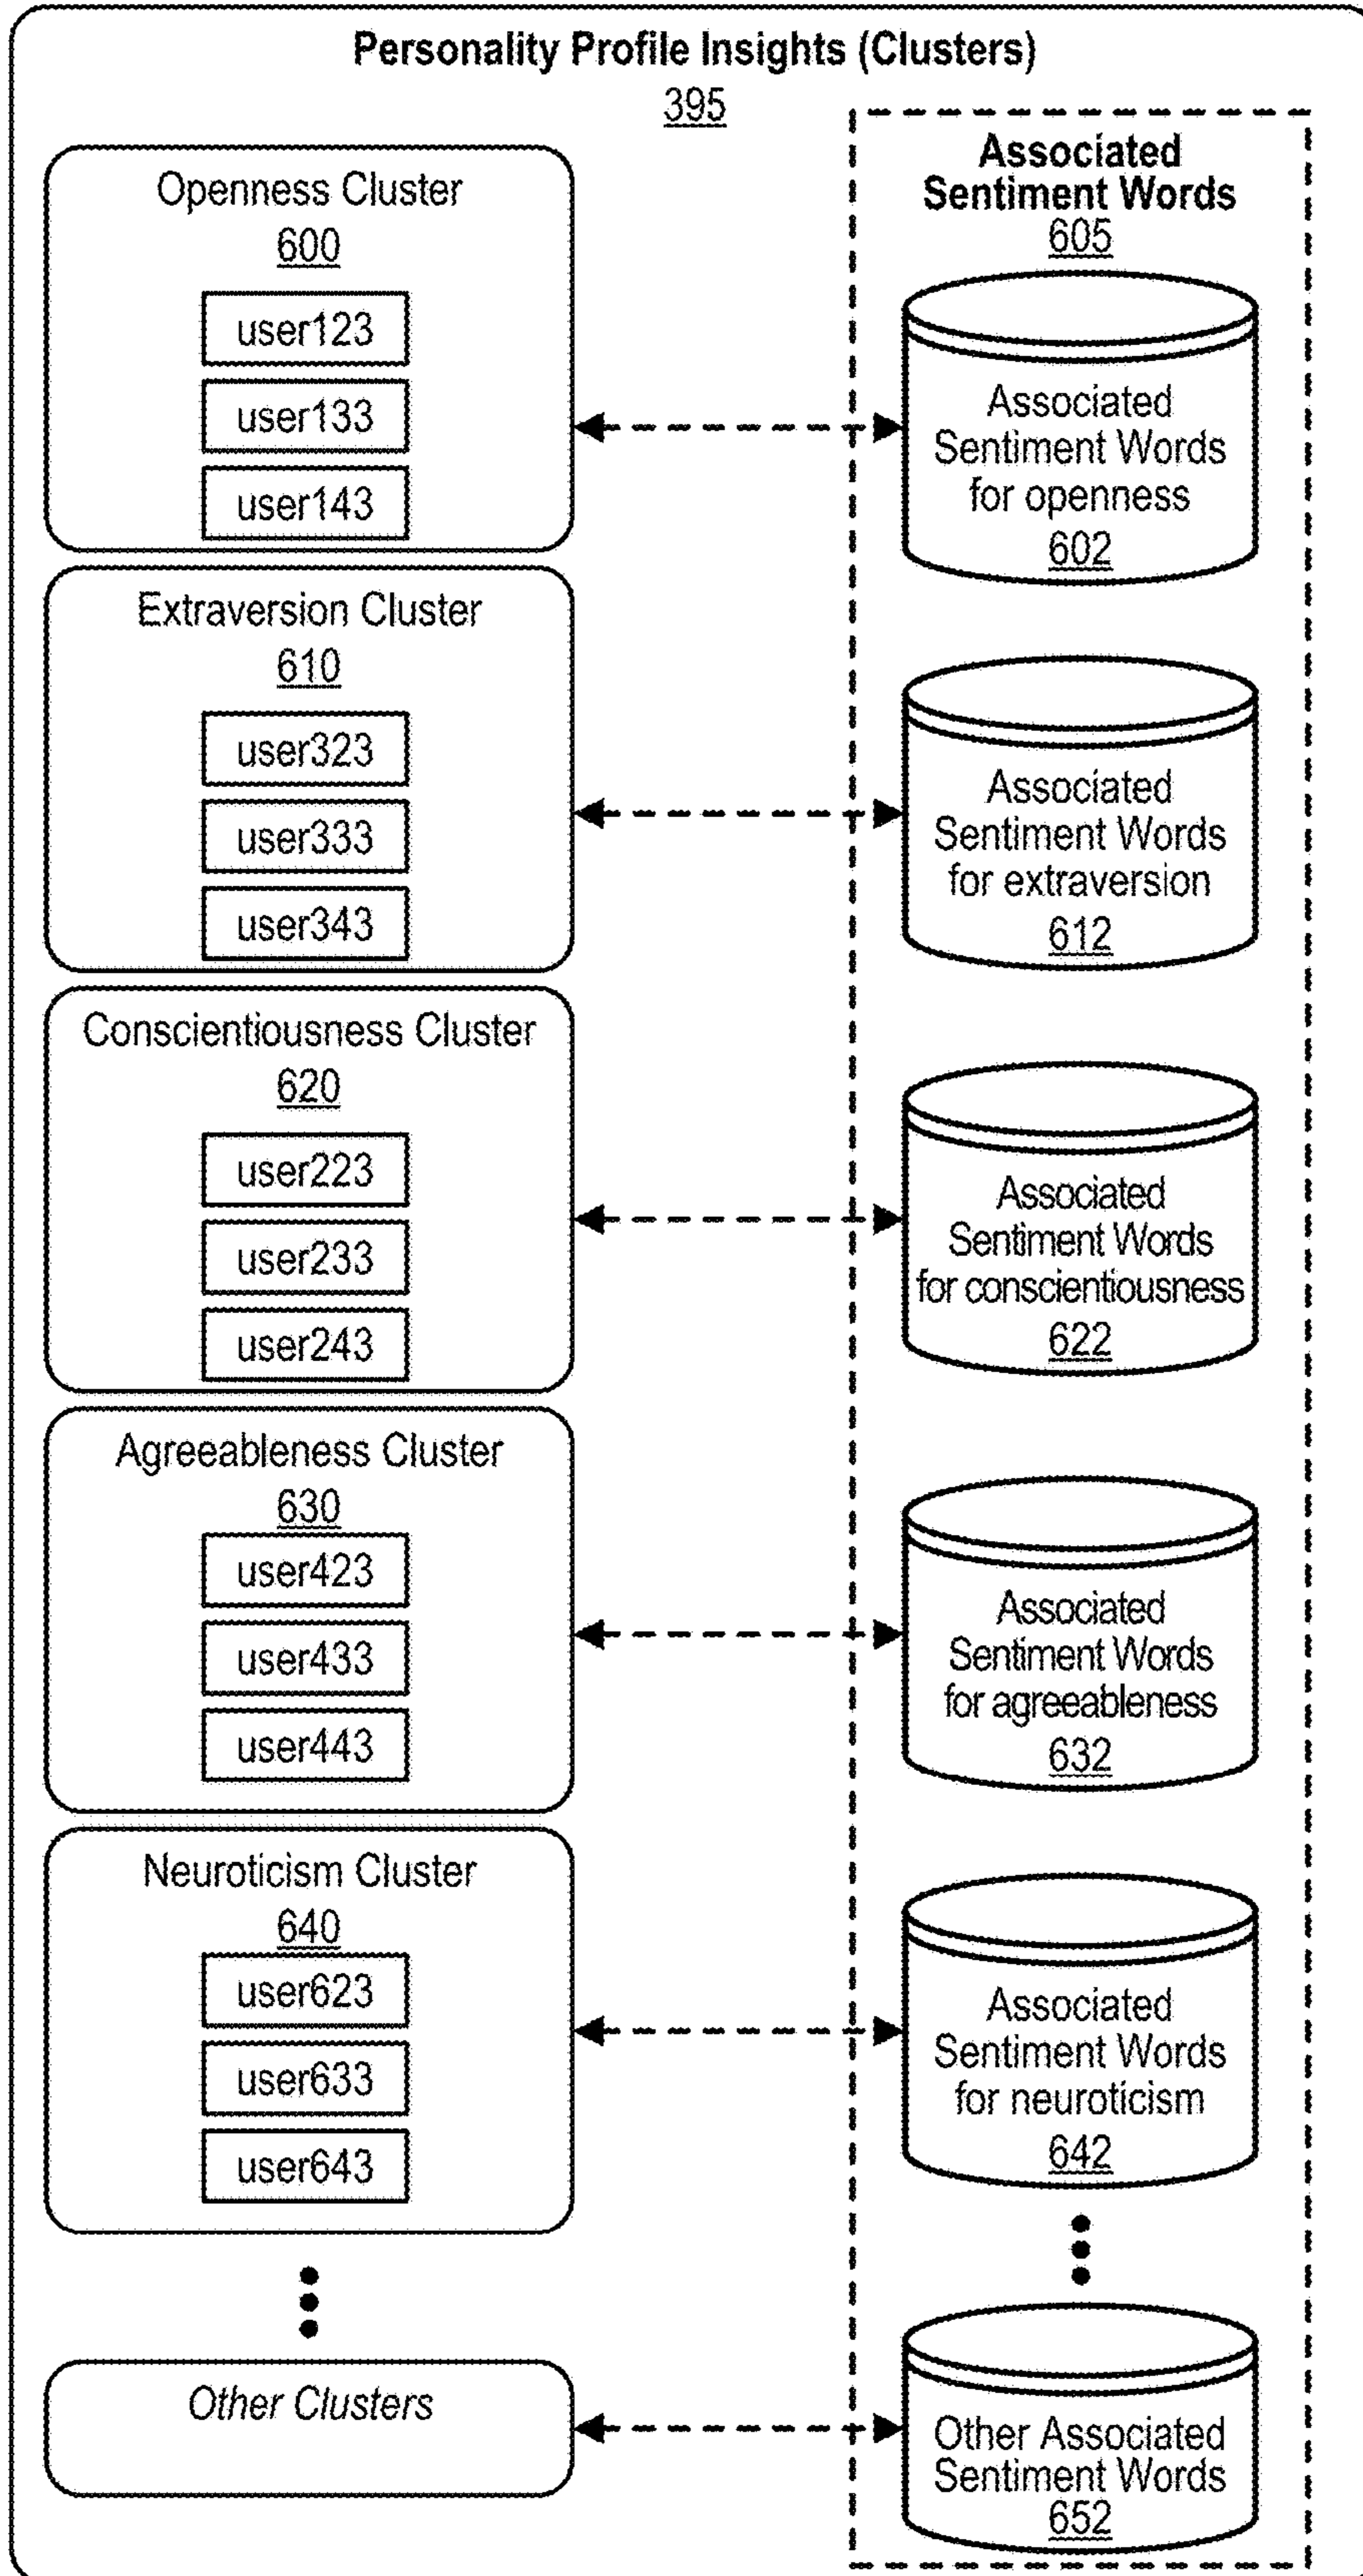 Personality Profile Insights (Clusters)
395
Openness Cluster
600
user123
user133
user143
Extraversion Cluster
610
user323
user333
user343
Conscientiousness Cluster
620
user223
user233
user243
Agreeableness Cluster
630
user423
user433
user443
Neuroticism Cluster
640
user623
user633
user643
Other Clusters
Associated
Sentiment Words
605
Associated
Sentiment Words
for openness
602
Associated
Sentiment Words
for extraversion
612
Associated
Sentiment Words
for conscientiousness
622
Associated
Sentiment Words
for agreeableness
632
Associated
Sentiment Words
for neuroticism
642
Other Associated
Sentiment Words
652